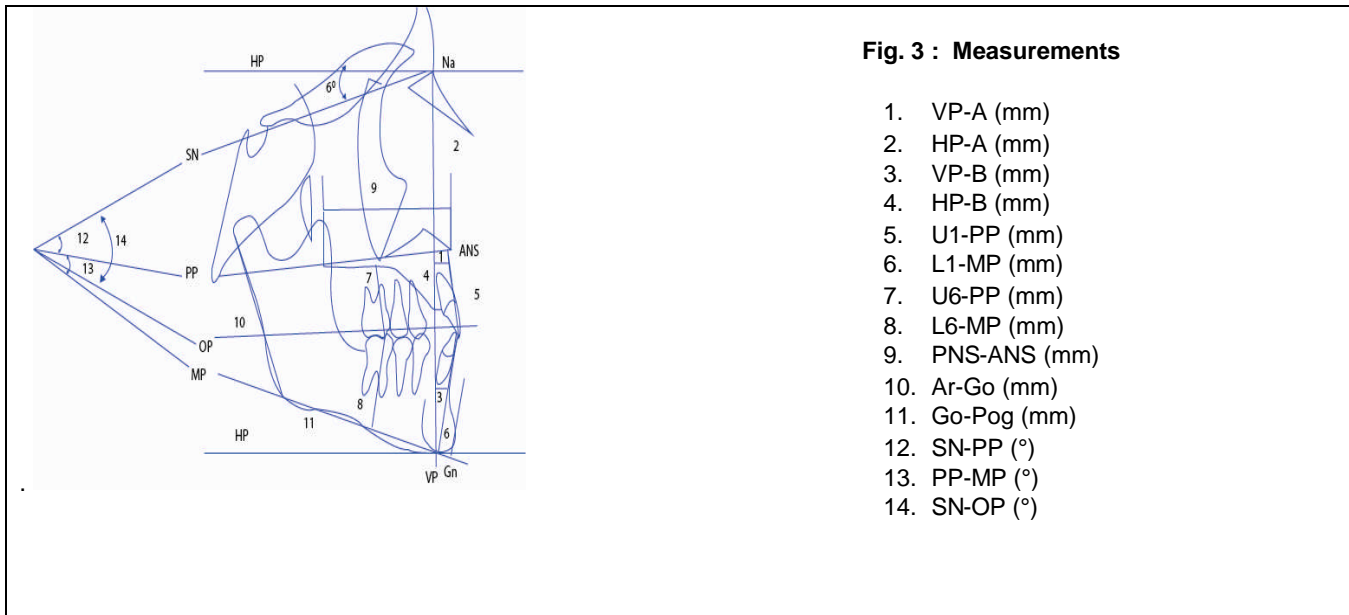 HP
Na
6º
2
SN
9
12
14
13
ANS
1
PP
7
4
5
10
OP
MP
8
3
11
6
HP
VP Gn
.
Fig. 3 : Measurements
1. VP-A (mm)
2. HP-A (mm)
3. VP-B (mm)
4. HP-B (mm)
5. U1-PP (mm)
6. L1-MP (mm)
7. U6-PP (mm)
8. L6-MP (mm)
9. PNS-ANS (mm)
10. Ar-Go (mm)
11. Go-Pog (mm)
12. SN-PP (°)
13. PP-MP (°)
14. SN-OP (°)